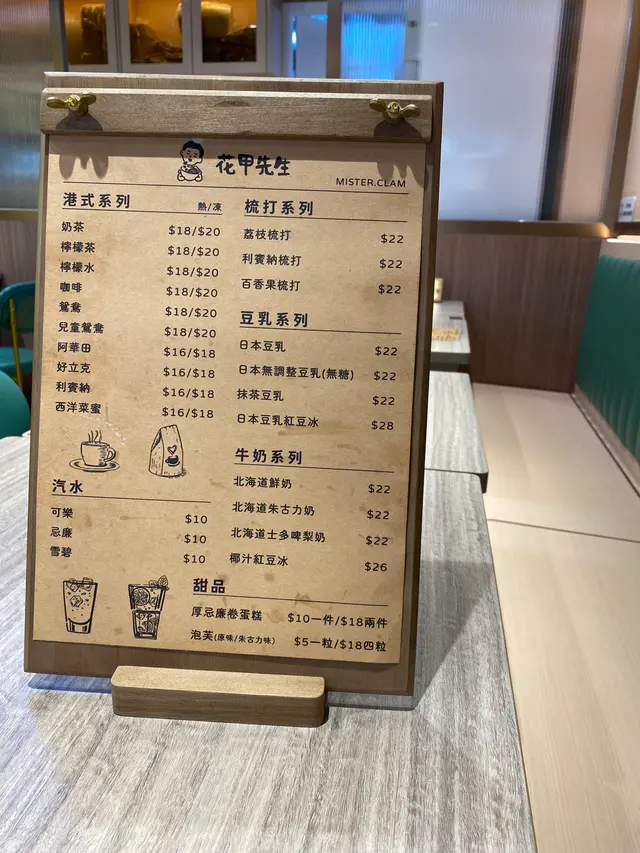 花甲先生
MISTER.CLAM
港式系列 熱/凍
奶茶 $18/$20
檸檬茶 $18/$20
檸檬水 $18/$20
咖啡 $18/$20
鴛鴦 $18/$20
兒童鴛鴦 $18/$20
阿華田 $16/$18
好立克 $16/$18
利賓納 $16/$18
西洋菜蜜 $16/$18
汽水
可樂 $10
忌廉 $10
雪碧 $10
梳打系列
荔枝梳打 $22
利賓納梳打 $22
百香果梳打 $22
豆乳系列
日本豆乳 $22
日本無調整豆乳(無糖) $22
抹茶豆乳 $22
日本豆乳紅豆冰 $28
牛奶系列
北海道鮮奶 $22
北海道朱古力奶 $22
北海道士多啤梨奶 $22
椰汁紅豆冰 $26
甜品
厚忌廉卷蛋糕 $10一件/$18兩件
泡芙(原味/朱古力味) $5一粒/$18四粒